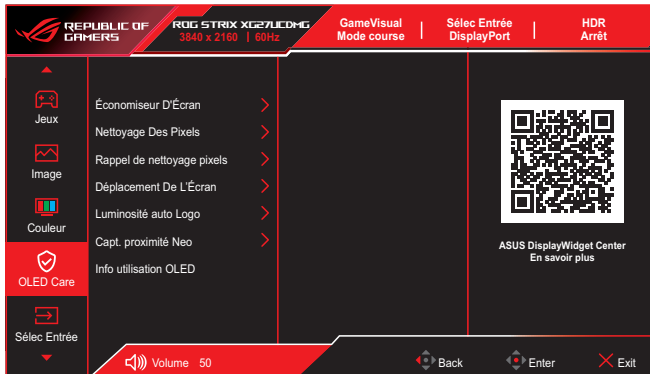 REPUBLIC OF
GAMERS
ROG STRIX XG27UCDMG
3840 x 2160 | 60Hz
GameVisual
Mode course
Sélec Entrée
DisplayPort
HDR
Arrêt
Jeux
Image
Couleur
OLED Care
Sélec Entrée
Économiseur D'Écran
Nettoyage Des Pixels
Rappel de nettoyage pixels
Déplacement De L'Écran
Luminosité auto Logo
Capt. proximité Neo
Info utilisation OLED
ASUS DisplayWidget Center
En savoir plus
Volume 50
Back
Enter
Exit